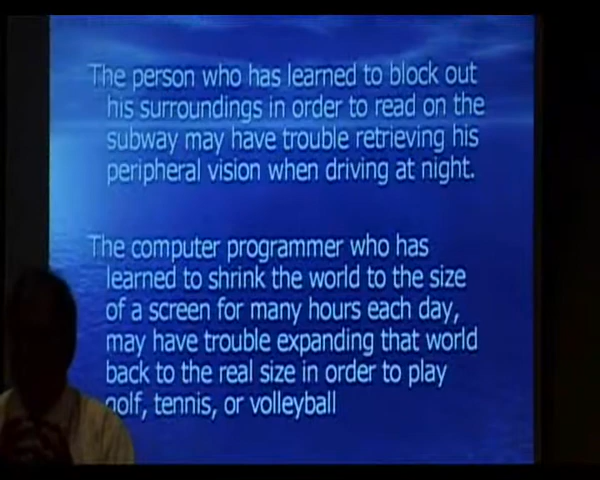 The person who has learned to block out
his surroundings in order to read on the
subway may have trouble retrieving his
peripheral vision when driving at night.
The computer programmer who has
learned to shrink the world to the size
of a screen for many hours each day,
may have trouble expanding that world
back to the real size in order to play
golf, tennis, or volleyball